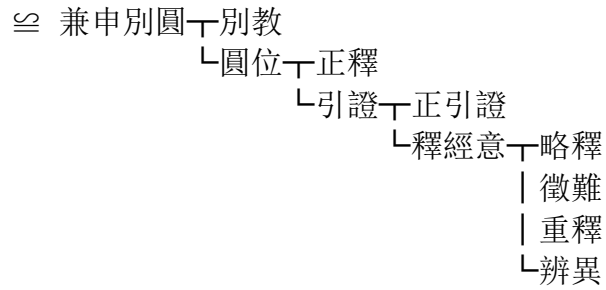 ≌ 兼申別圓┬別教
└圓位┬正釋
└引證┬正引證
└釋經意┬略釋
│徵難
│重釋
└辨異